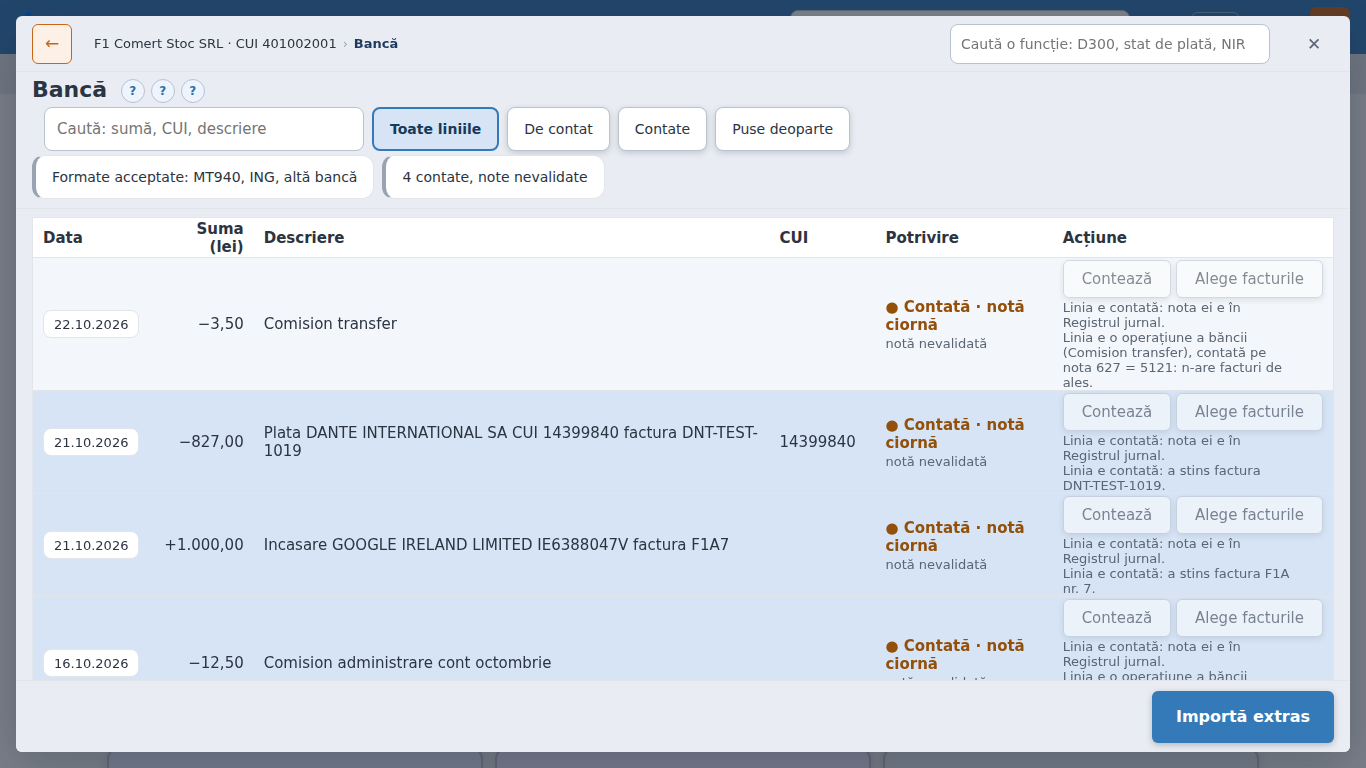 ←
F1 Comert Stoc SRL · CUI 401002001 › Bancă
Caută o funcție: D300, stat de plată, NIR
✕
Bancă ? ? ?
Caută: sumă, CUI, descriere
Toate liniile
De contat
Contate
Puse deoparte
Formate acceptate: MT940, ING, altă bancă
4 contate, note nevalidate
Data
Suma
(lei)
Descriere
CUI
Potrivire
Acțiune
22.10.2026
−3,50
Comision transfer
● Contată · notă
ciornă
notă nevalidată
Contează
Alege facturile
Linia e contată: nota ei e în
Registrul jurnal.
Linia e o operațiune a băncii
(Comision transfer), contată pe
nota 627 = 5121: n-are facturi de
ales.
21.10.2026
−827,00
Plata DANTE INTERNATIONAL SA CUI 14399840 factura DNT-TEST-
1019
14399840
● Contată · notă
ciornă
notă nevalidată
Contează
Alege facturile
Linia e contată: nota ei e în
Registrul jurnal.
Linia e contată: a stins factura
DNT-TEST-1019.
21.10.2026
+1.000,00
Incasare GOOGLE IRELAND LIMITED IE6388047V factura F1A7
● Contată · notă
ciornă
notă nevalidată
Contează
Alege facturile
Linia e contată: nota ei e în
Registrul jurnal.
Linia e contată: a stins factura F1A
nr. 7.
16.10.2026
−12,50
Comision administrare cont octombrie
● Contată · notă
ciornă
Contează
Alege facturile
Linia e contată: nota ei e în
Registrul jurnal.
Linia e o operațiune a băncii
Importă extras